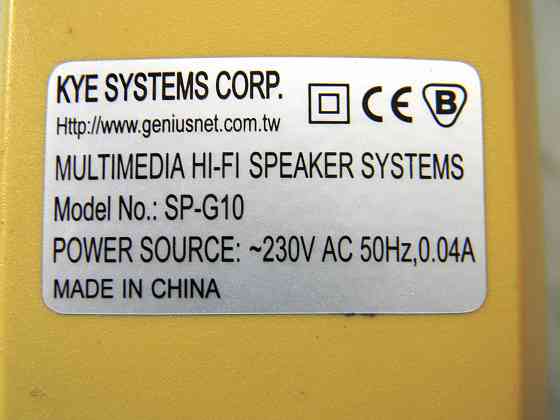 KYE SYSTEMS CORP.
CE B
Http://www.geniusnet.com.tw
MULTIMEDIA HI-FI SPEAKER SYSTEMS
Model No.: SP-G10
POWER SOURCE: ~230V AC 50Hz,0.04A
MADE IN CHINA